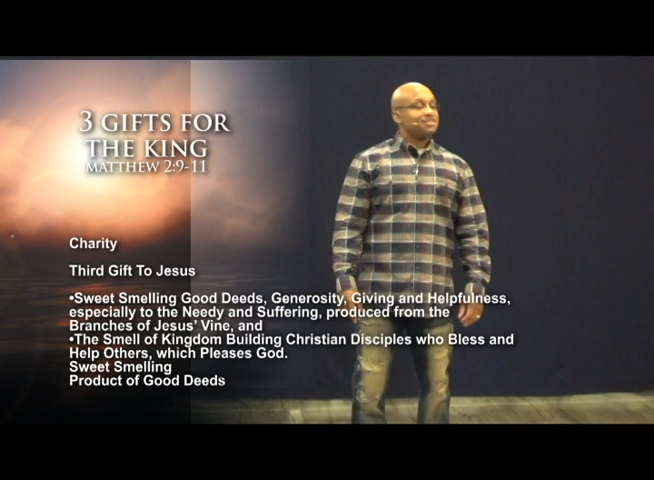 3 GIFTS FOR
THE KING
MATTHEW 2:9-11
Charity
Third Gift To Jesus
•Sweet Smelling Good Deeds, Generosity, Giving and Helpfulness,
especially to the Needy and Suffering, produced from the
Branches of Jesus' Vine, and
•The Smell of Kingdom Building Christian Disciples who Bless and
Help Others, which Pleases God.
Sweet Smelling
Product of Good Deeds